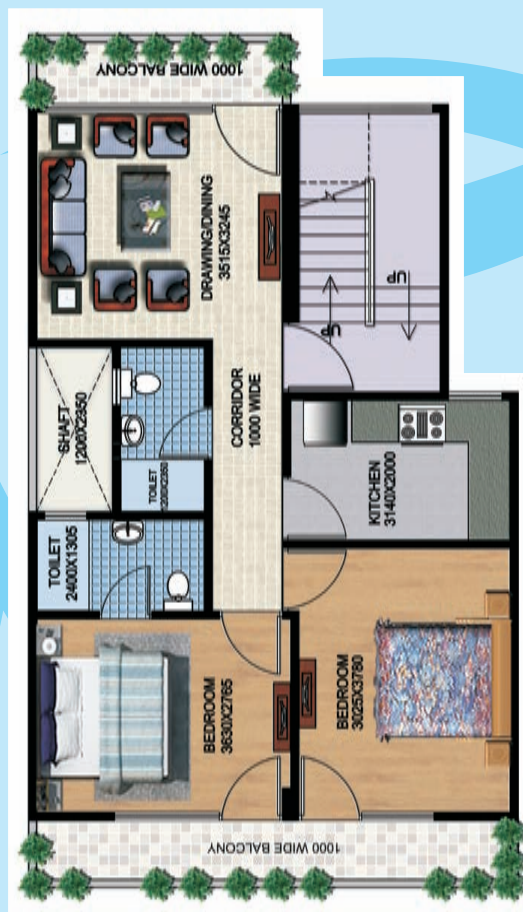 1000 WIDE BALCONY
DRAWING/DINING
3515X3245
up
up
SHAFT
1200X2350
TOILET
1200X2350
CORRIDOR
1000 WIDE
KITCHEN
3140X2000
TOILET
2400X1305
BEDROOM
3630X2765
BEDROOM
3025X3760
1000 WIDE BALCONY